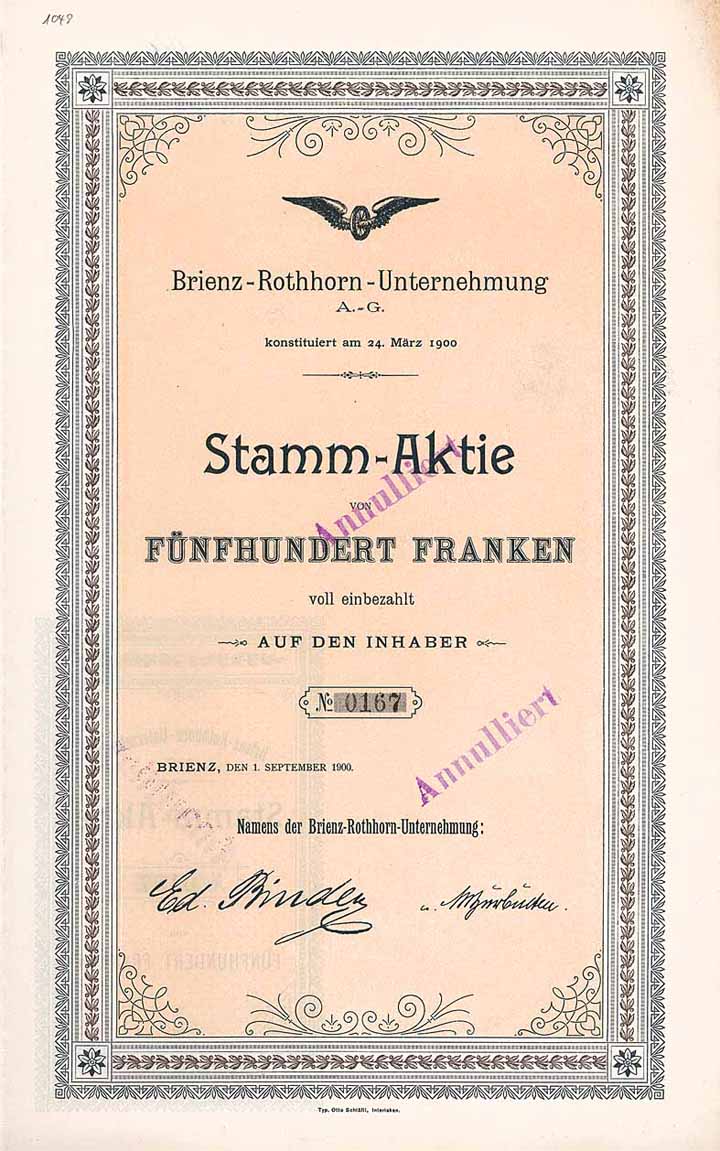 1048
Brienz-Rothhorn-Unternehmung
A.-G.
konstituiert am 24. März 1900
Stamm-Aktie
VON
FÜNFHUNDERT FRANKEN
Annulliert
voll einbezahlt
AUF DEN INHABER
№ 0167
Annulliert
BRIENZ, DEN 1. SEPTEMBER 1900.
Namens der Brienz-Rothhorn-Unternehmung:
Ed. Binder
Typ. Otto Schläfli, Interlaken.